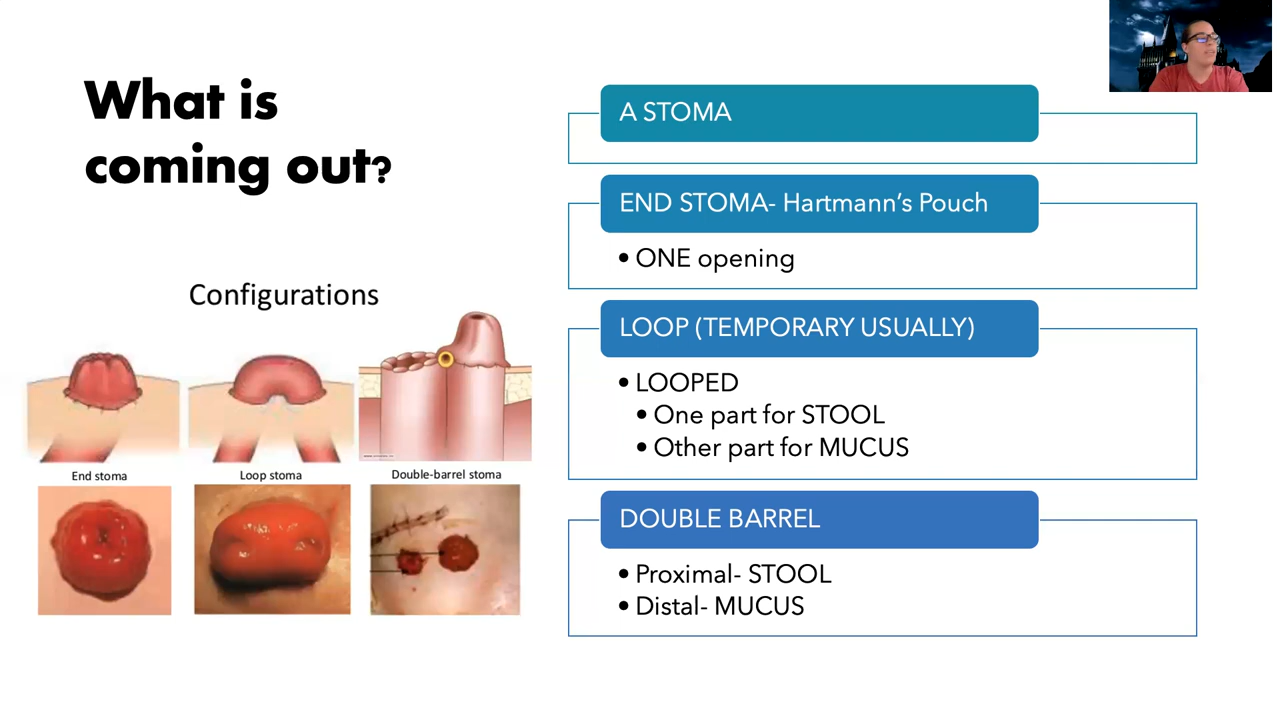 What is
coming out?
Configurations
End stoma
Loop stoma
Double-barrel stoma
A STOMA
END STOMA- Hartmann's Pouch
• ONE opening
LOOP (TEMPORARY USUALLY)
• LOOPED
• One part for STOOL
• Other part for MUCUS
DOUBLE BARREL
• Proximal- STOOL
• Distal- MUCUS